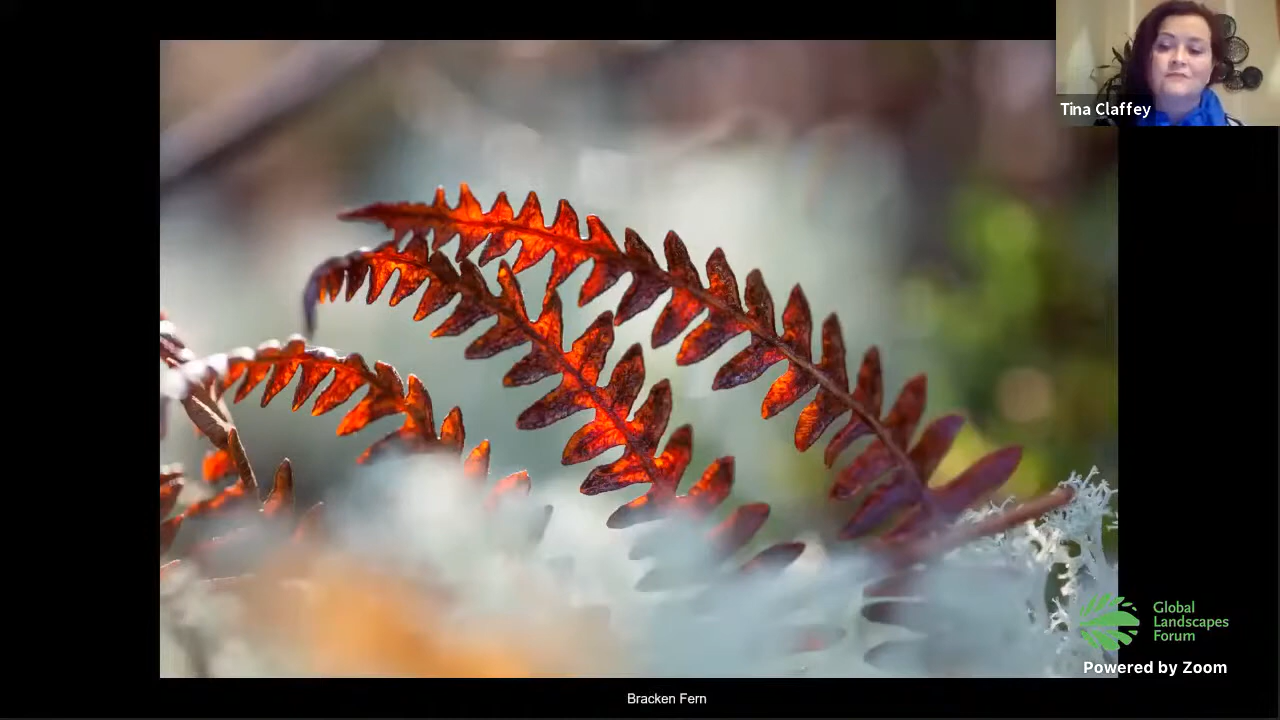 Tina Claffey
Global
Landscapes
Forum
Powered by Zoom
Bracken Fern